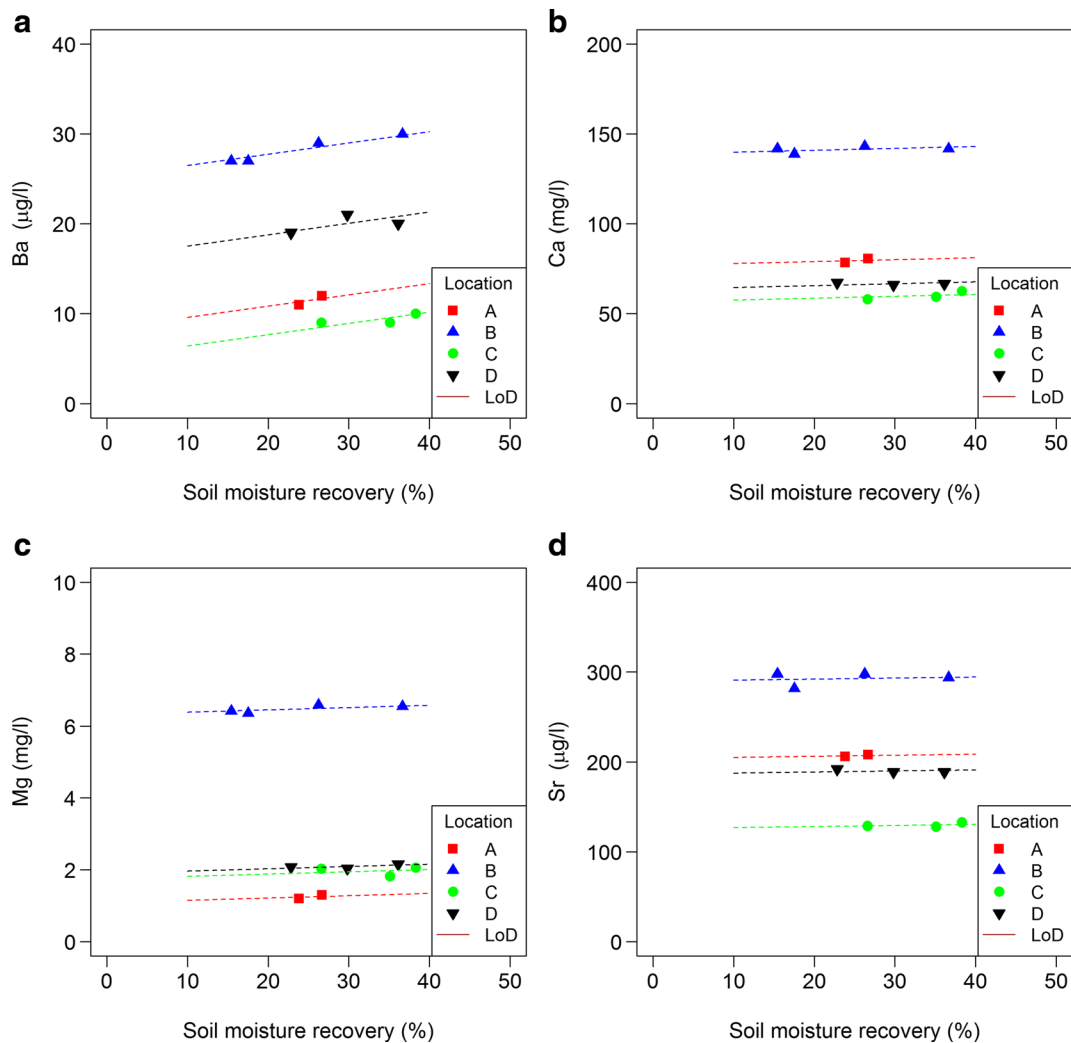 a
40
30
20
10
0
Ba (µg/l)
Location
A
B
C
D
LoD
0 10 20 30 40 50
Soil moisture recovery (%)
b
200
150
100
50
0
Ca (mg/l)
Location
A
B
C
D
LoD
0 10 20 30 40 50
Soil moisture recovery (%)
c
10
8
6
4
2
0
Mg (mg/l)
Location
A
B
C
D
LoD
0 10 20 30 40 50
Soil moisture recovery (%)
d
400
300
200
100
0
Sr (µg/l)
Location
A
B
C
D
LoD
0 10 20 30 40 50
Soil moisture recovery (%)